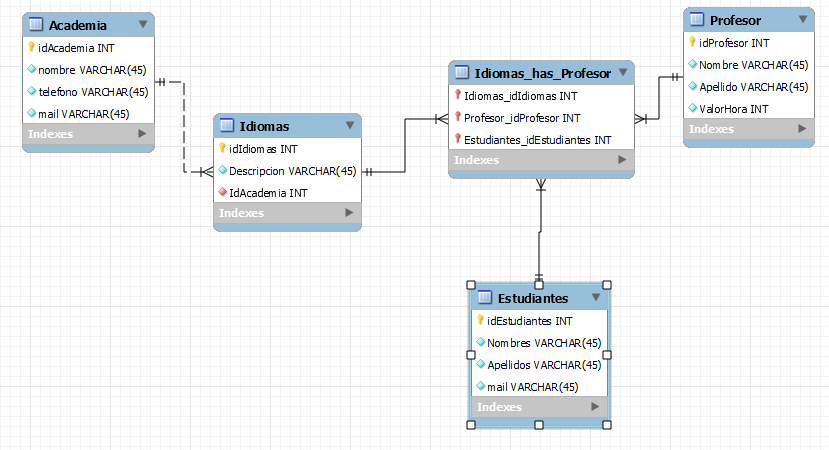 Academia
idAcademia INT
nombre VARCHAR(45)
telefono VARCHAR(45)
mail VARCHAR(45)
Indexes
Idiomas
idIdiomas INT
Descripcion VARCHAR(45)
IdAcademia INT
Indexes
Idiomas_has_Profesor
Idiomas_idIdiomas INT
Profesor_idProfesor INT
Estudiantes_idEstudiantes INT
Indexes
Profesor
idProfesor INT
Nombre VARCHAR(45)
Apellido VARCHAR(45)
ValorHora INT
Indexes
Estudiantes
idEstudiantes INT
Nombres VARCHAR(45)
Apellidos VARCHAR(45)
mail VARCHAR(45)
Indexes